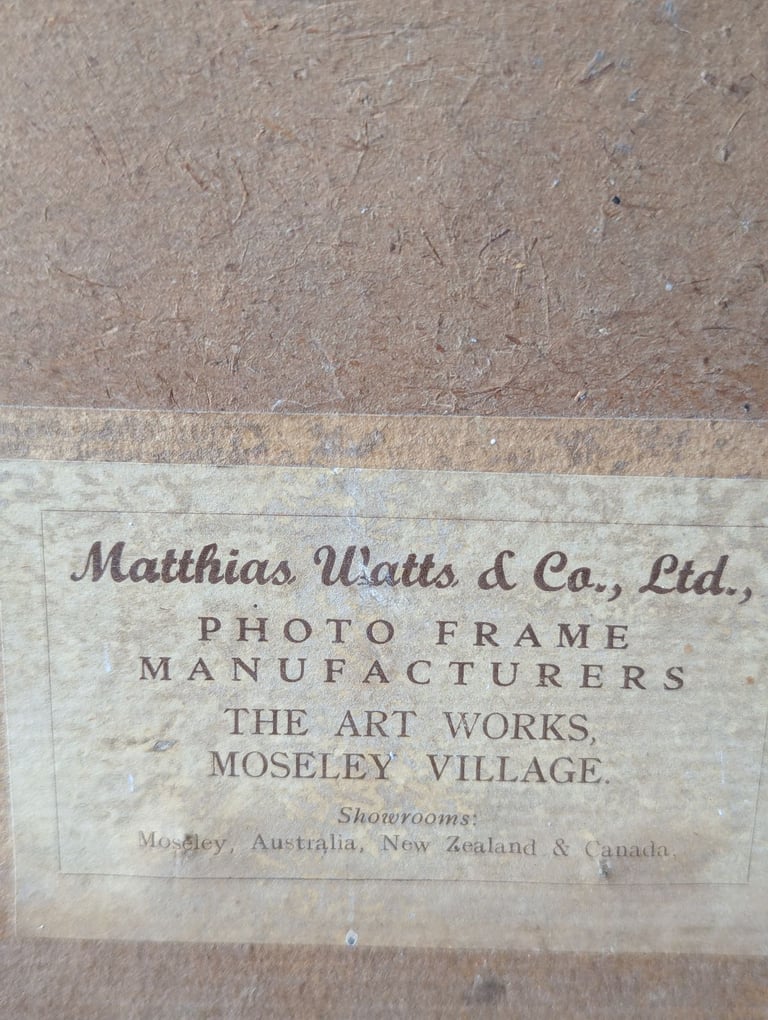 Matthias Watts & Co., Ltd.,
PHOTO FRAME
MANUFACTURERS
THE ART WORKS,
MOSELEY VILLAGE.
Showrooms:
Moseley, Australia, New Zealand & Canada.